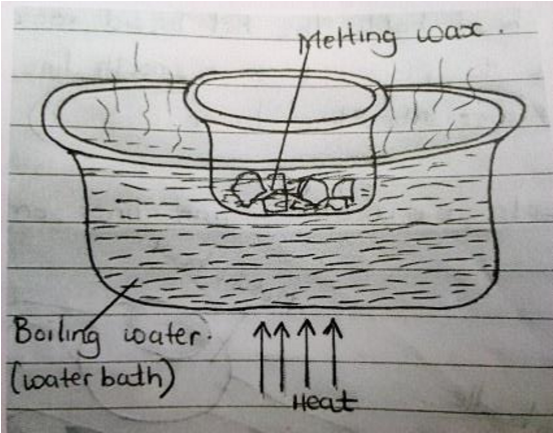 Melting wax.
Boiling water.
(water bath)
Heat